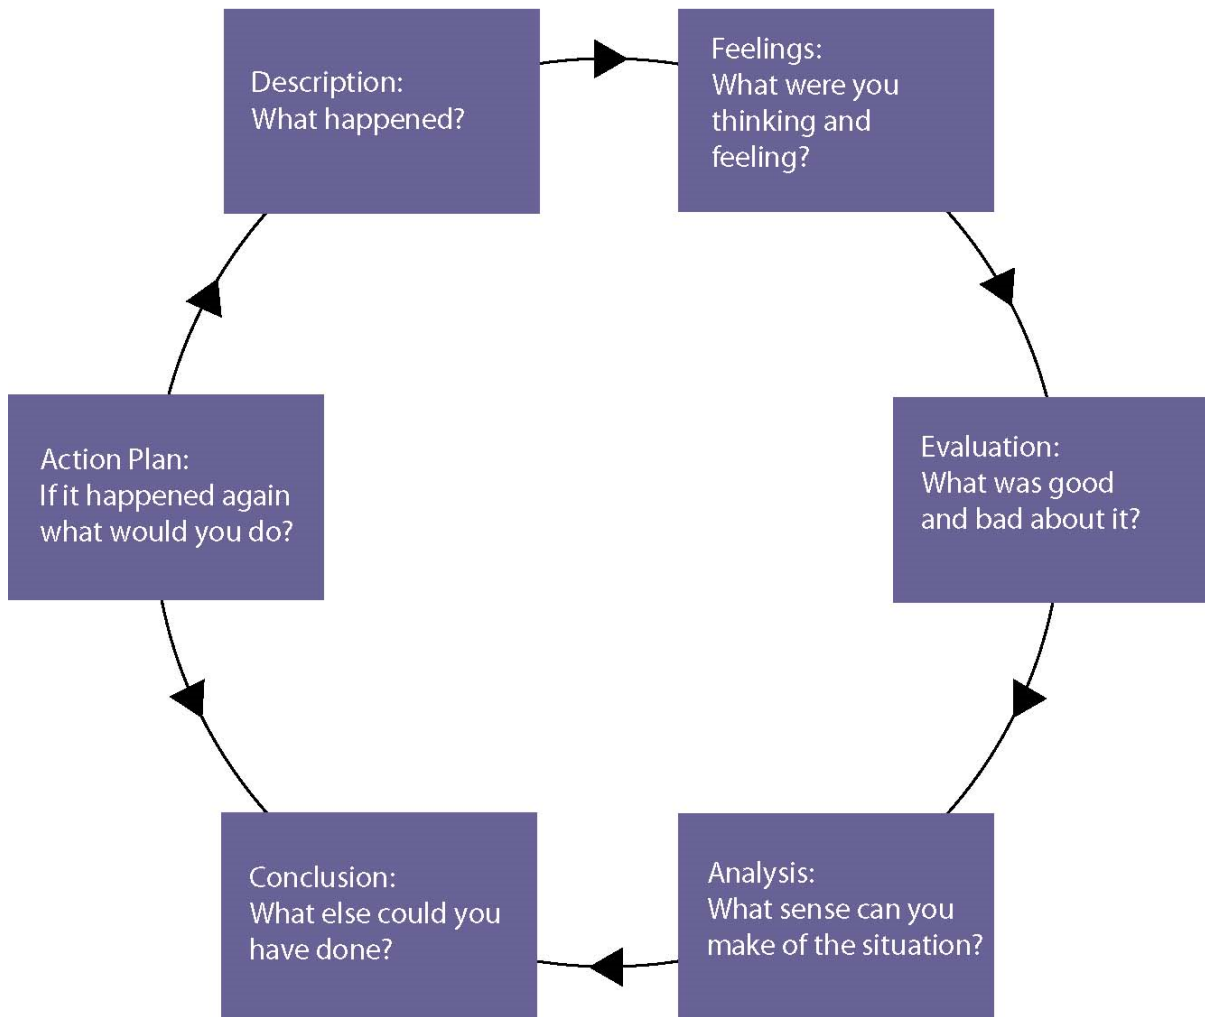 Description:
What happened?
Feelings:
What were you
thinking and
feeling?
Evaluation:
What was good
and bad about it?
Analysis:
What sense can you
make of the situation?
Conclusion:
What else could you
have done?
Action Plan:
If it happened again
what would you do?